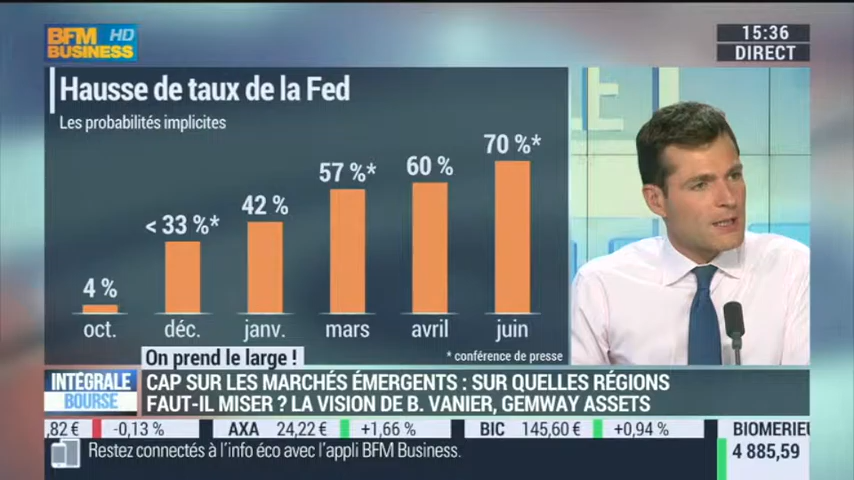 BFM HD
BUSINESS
15:36
DIRECT
Hausse de taux de la Fed
Les probabilités implicites
4 %
< 33 %*
42 %
57 %*
60 %
70 %*
oct.
déc.
janv.
mars
avril
juin
* conférence de presse
On prend le large !
INTÉGRALE
BOURSE
CAP SUR LES MARCHÉS ÉMERGENTS : SUR QUELLES RÉGIONS
FAUT-IL MISER ? LA VISION DE B. VANIER, GEMWAY ASSETS
,82 € -0,13 % AXA 24,22 € +1,66 % BIC 145,60 € +0,94 % BIOMERIEU
Restez connectés à l'info éco avec l'appli BFM Business.
4 885,59